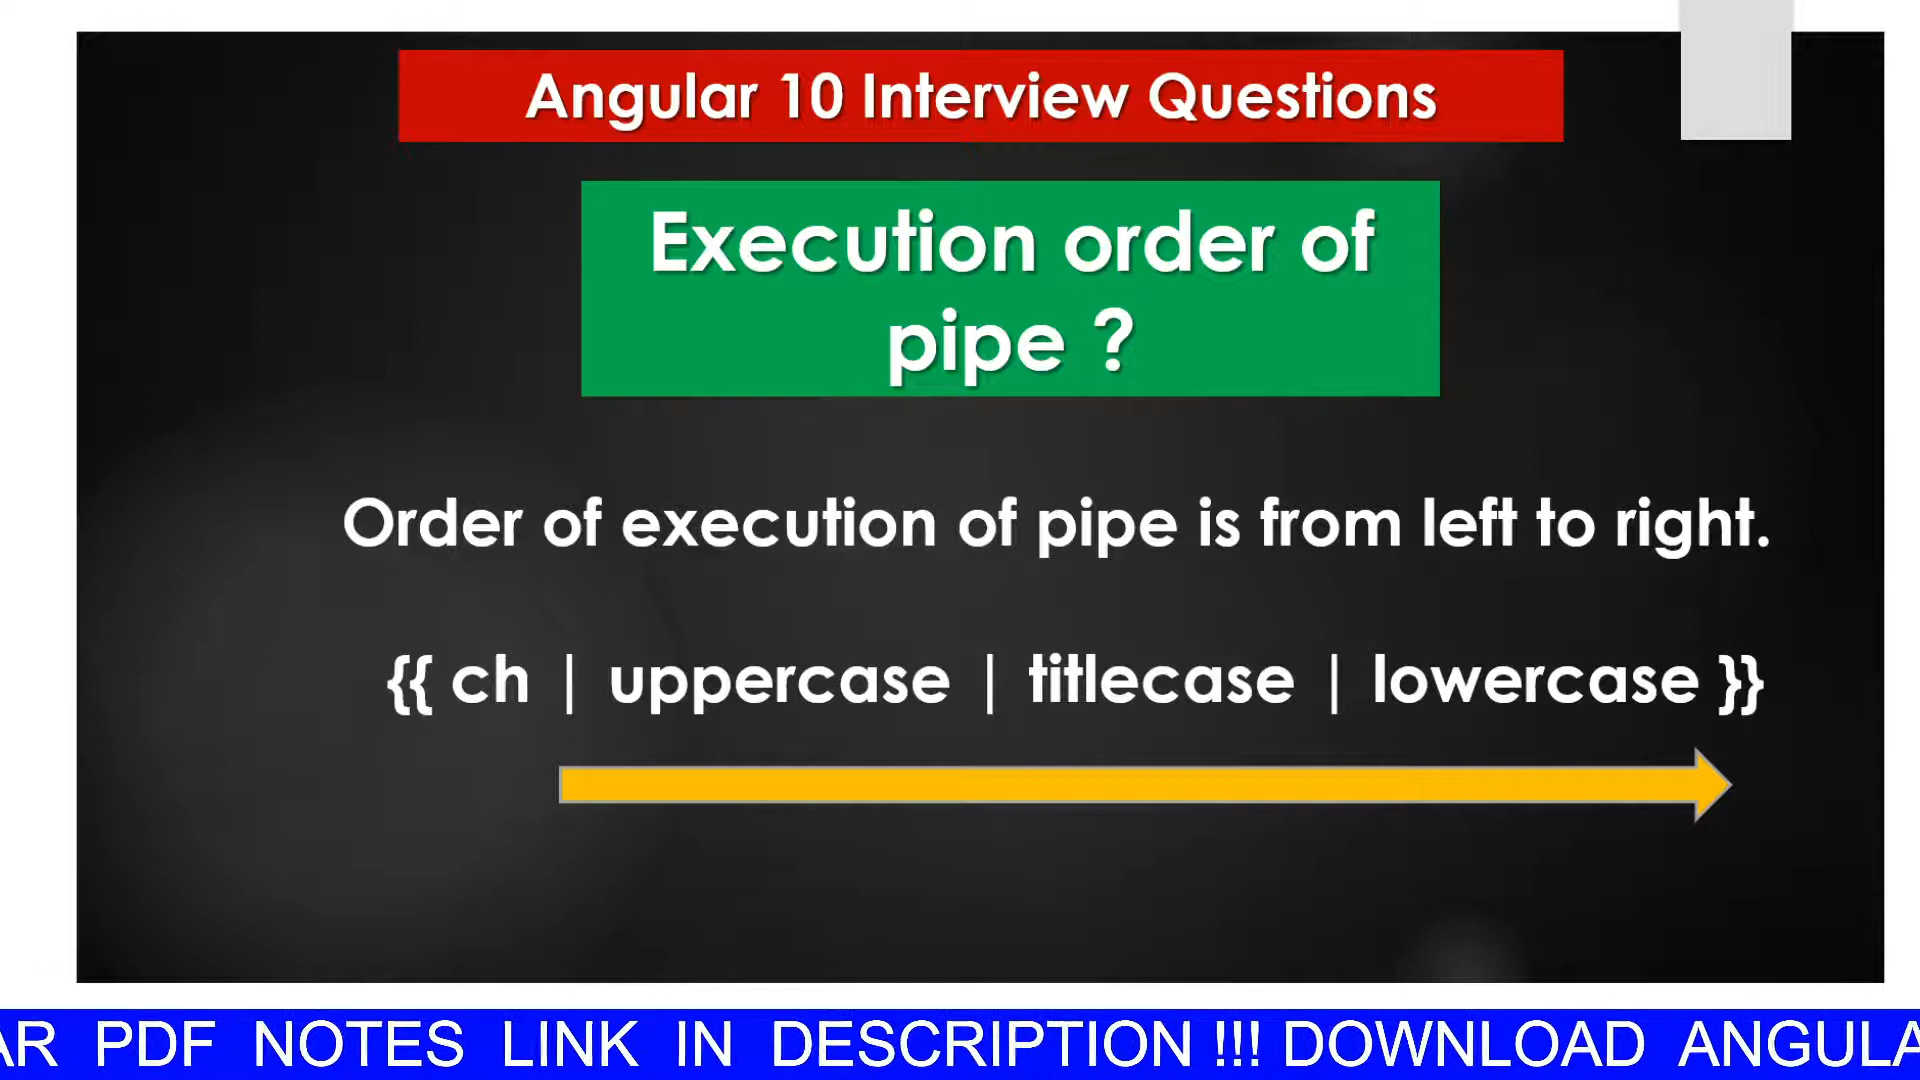 Angular 10 Interview Questions
Execution order of
pipe ?
Order of execution of pipe is from left to right.
{{ ch | uppercase | titlecase | lowercase }}
AR PDF NOTES LINK IN DESCRIPTION !!! DOWNLOAD ANGULA